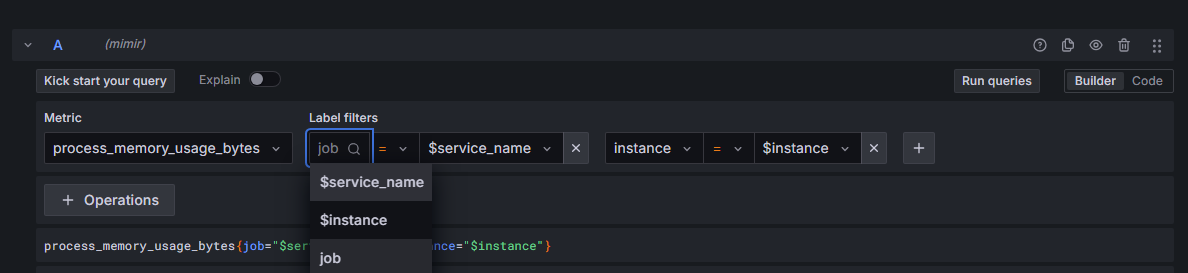 A (mimir)
Kick start your query Explain Run queries Builder Code
Metric Label filters
process_memory_usage_bytes job = $service_name instance = $instance
$service_name
Operations
$instance
process_memory_usage_bytes{job="$ser ance="$instance"}
job